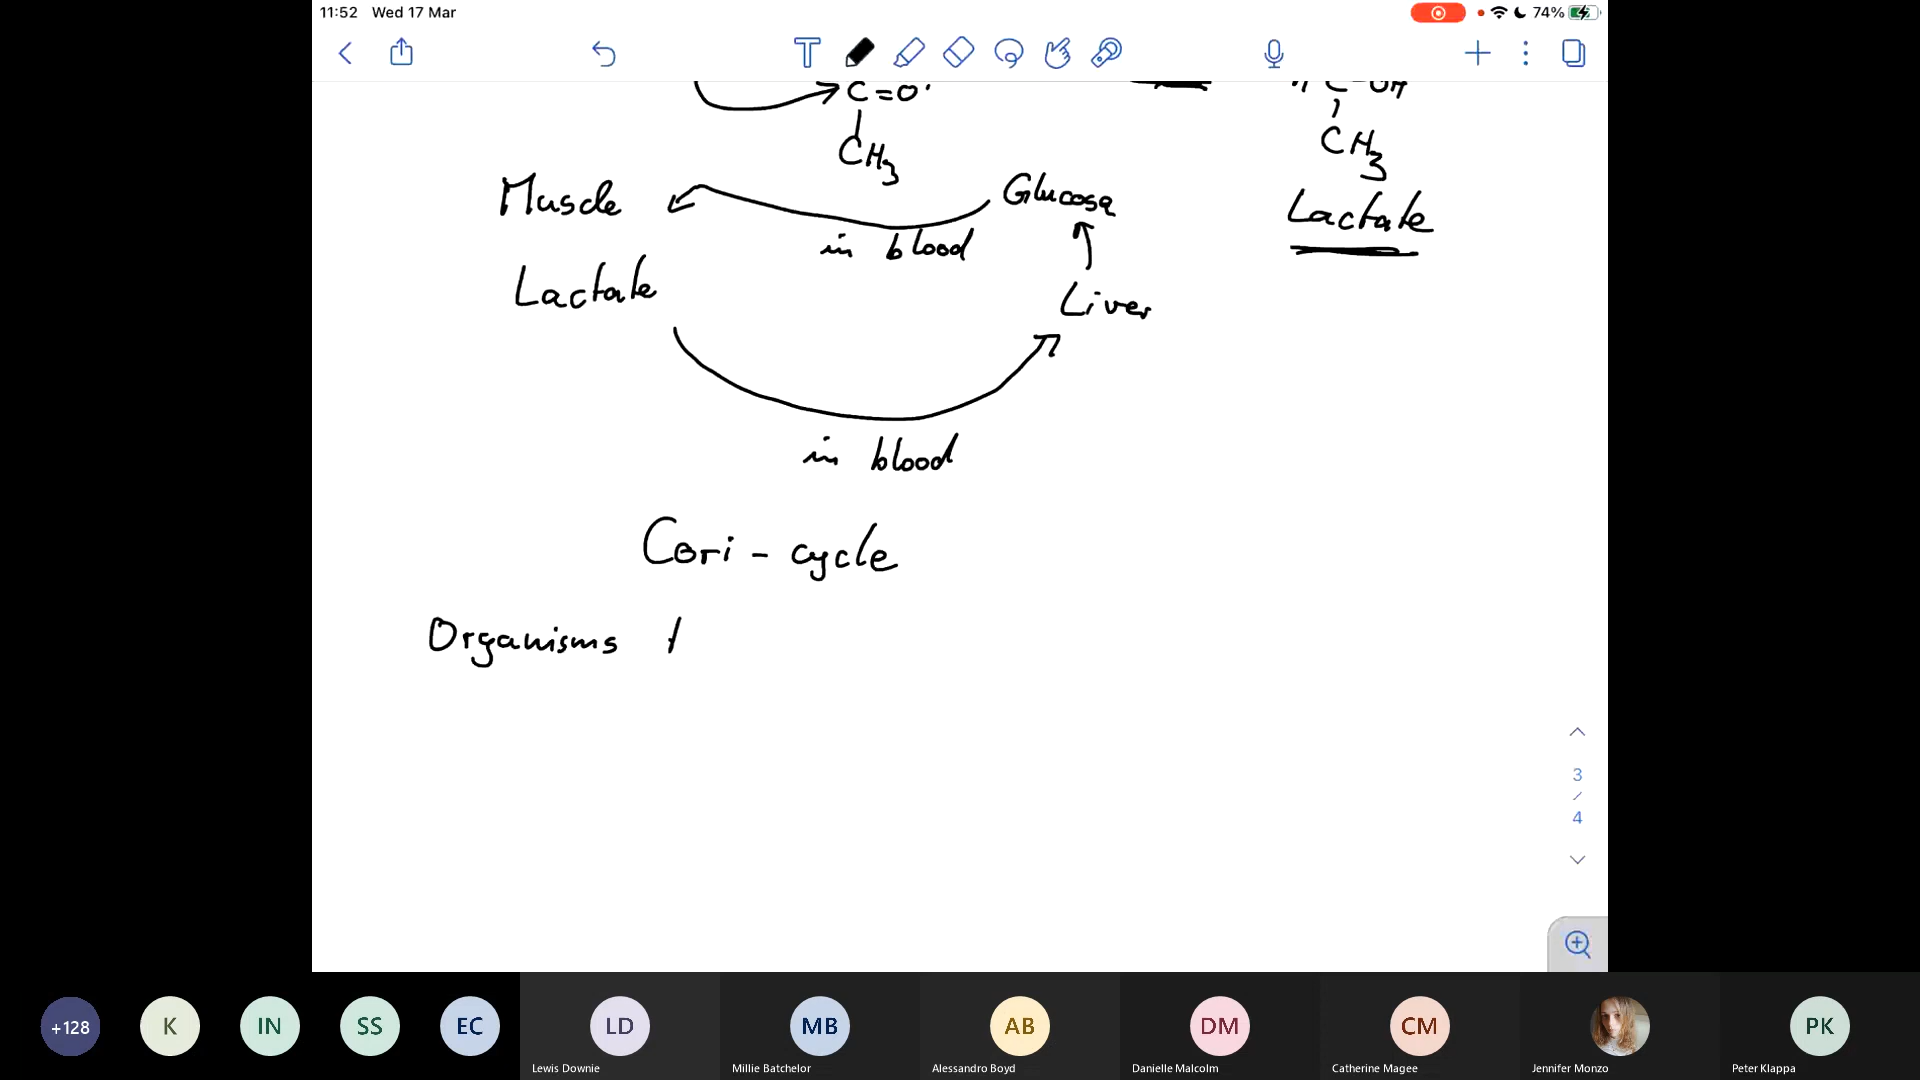 11:52 Wed 17 Mar
74%
C=O
OH
CH3
CH3
Muscle
Glucose
Lactate
in blood
Lactate
Liver
in blood
Cori - cycle
Organisms
3
/
4
+128
K
IN
SS
EC
LD
MB
AB
DM
CM
PK
Lewis Downie
Millie Batchelor
Alessandro Boyd
Danielle Malcolm
Catherine Magee
Jennifer Monzo
Peter Klappa